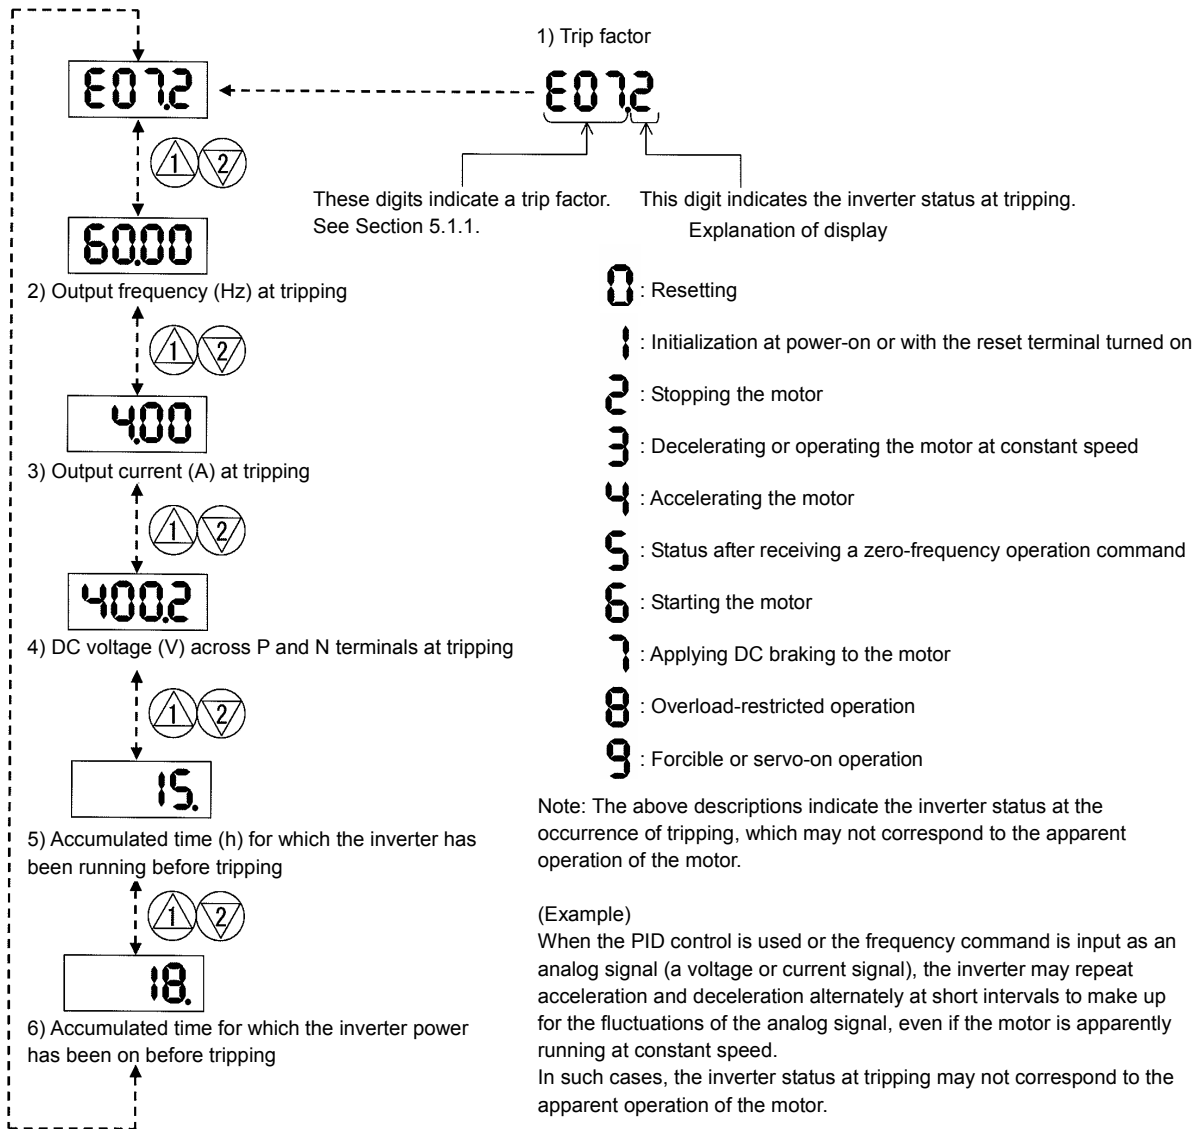 1) Trip factor
E07.2
E07.2
1 2
These digits indicate a trip factor.
See Section 5.1.1.
This digit indicates the inverter status at tripping.
Explanation of display
60.00
2) Output frequency (Hz) at tripping
1 2
4.00
3) Output current (A) at tripping
1 2
400.2
4) DC voltage (V) across P and N terminals at tripping
1 2
15.
5) Accumulated time (h) for which the inverter has
been running before tripping
1 2
18.
6) Accumulated time for which the inverter power
has been on before tripping
0 : Resetting
1 : Initialization at power-on or with the reset terminal turned on
2 : Stopping the motor
3 : Decelerating or operating the motor at constant speed
4 : Accelerating the motor
5 : Status after receiving a zero-frequency operation command
6 : Starting the motor
7 : Applying DC braking to the motor
8 : Overload-restricted operation
9 : Forcible or servo-on operation
Note: The above descriptions indicate the inverter status at the
occurrence of tripping, which may not correspond to the apparent
operation of the motor.
(Example)
When the PID control is used or the frequency command is input as an
analog signal (a voltage or current signal), the inverter may repeat
acceleration and deceleration alternately at short intervals to make up
for the fluctuations of the analog signal, even if the motor is apparently
running at constant speed.
In such cases, the inverter status at tripping may not correspond to the
apparent operation of the motor.